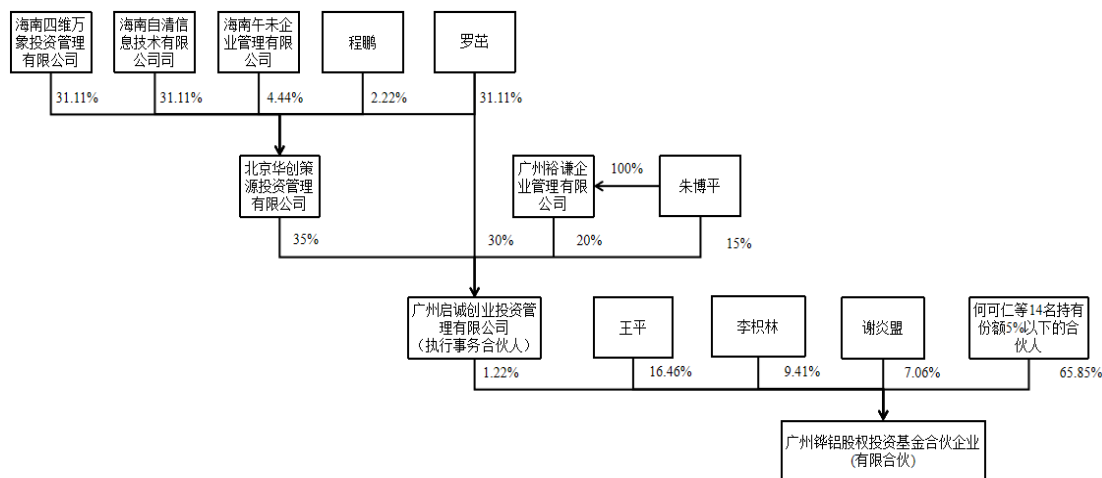 海南四维万
象投资管理
有限公司
海南自清信
息技术有限
公司司
海南午未企
业管理有限
公司
程鹏
罗茁
31.11%
31.11%
4.44%
2.22%
31.11%
北京华创策
源投资管理
有限公司
广州裕谦企
业管理有限
公司
100%
朱博平
35%
30%
20%
15%
广州启诚创业投资管
理有限公司
（执行事务合伙人）
王平
李枳林
谢炎盟
何可仁等14名持有
份额5%以下的合
伙人
1.22%
16.46%
9.41%
7.06%
65.85%
广州铧铝股权投资基金合伙企业
(有限合伙)